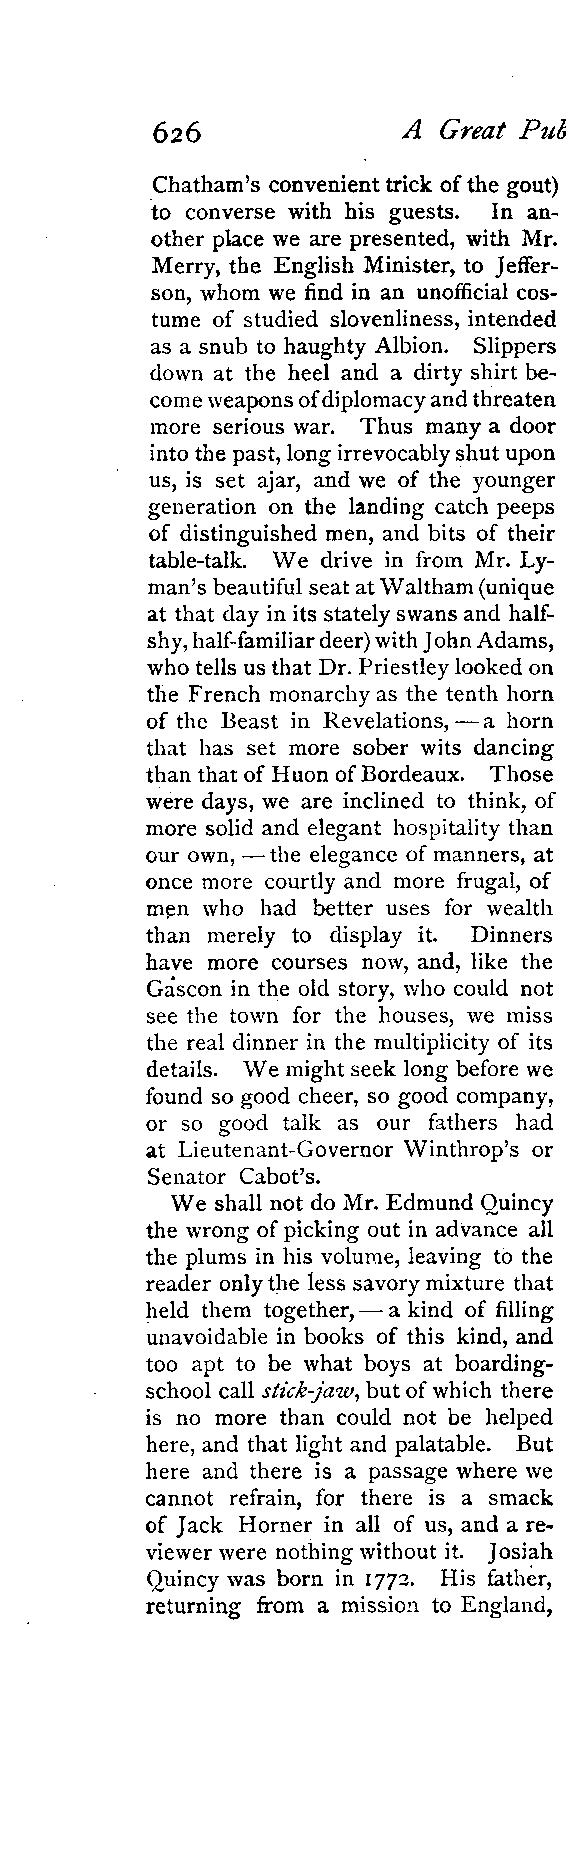 626 A Great Pub
Chatham's convenient trick of the gout)
to converse with his guests. In an-
other place we are presented, with Mr.
Merry, the English Minister, to Jeffer-
son, whom we find in an unofficial cos-
tume of studied slovenliness, intended
as a snub to haughty Albion. Slippers
down at the heel and a dirty shirt be-
come weapons of diplomacy and threaten
more serious war. Thus many a door
into the past, long irrevocably shut upon
us, is set ajar, and we of the younger
generation on the landing catch peeps
of distinguished men, and bits of their
table-talk. We drive in from Mr. Ly-
man's beautiful seat at Waltham (unique
at that day in its stately swans and half-
shy, half-familiar deer) with John Adams,
who tells us that Dr. Priestley looked on
the French monarchy as the tenth horn
of the Beast in Revelations, — a horn
that has set more sober wits dancing
than that of Huon of Bordeaux. Those
were days, we are inclined to think, of
more solid and elegant hospitality than
our own, — the elegance of manners, at
once more courtly and more frugal, of
men who had better uses for wealth
than merely to display it. Dinners
have more courses now, and, like the
Gascon in the old story, who could not
see the town for the houses, we miss
the real dinner in the multiplicity of its
details. We might seek long before we
found so good cheer, so good company,
or so good talk as our fathers had
at Lieutenant-Governor Winthrop's or
Senator Cabot's.
We shall not do Mr. Edmund Quincy
the wrong of picking out in advance all
the plums in his volume, leaving to the
reader only the less savory mixture that
held them together, — a kind of filling
unavoidable in books of this kind, and
too apt to be what boys at boarding-
school call stick-jaw, but of which there
is no more than could not be helped
here, and that light and palatable. But
here and there is a passage where we
cannot refrain, for there is a smack
of Jack Horner in all of us, and a re-
viewer were nothing without it. Josiah
Quincy was born in 1772. His father,
returning from a mission to England,